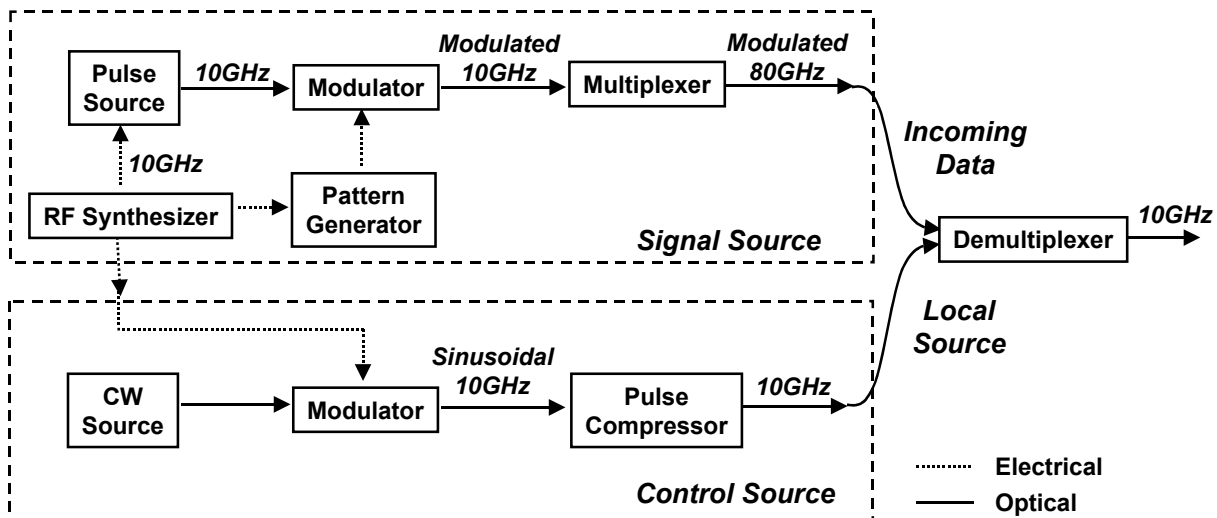 Pulse
Source
10GHz
Modulator
Modulated
10GHz
Multiplexer
Modulated
80GHz
10GHz
RF Synthesizer
Pattern
Generator
Signal Source
Incoming
Data
Demultiplexer
10GHz
Local
Source
CW
Source
Modulator
Sinusoidal
10GHz
Pulse
Compressor
10GHz
Control Source
Electrical
Optical